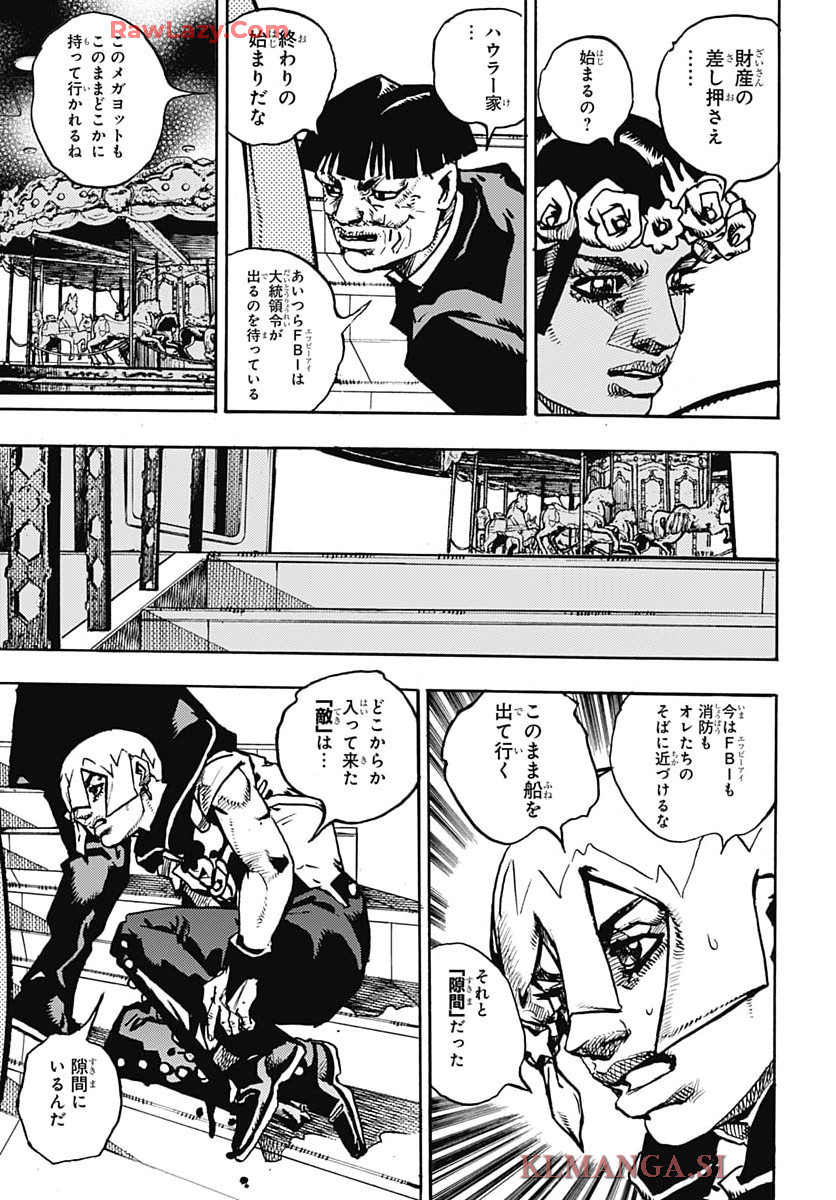 RawLazy.Com
財産の
差し押さえ
……
始まるの?
ハウラー家
…
終わりの
始まりだな
あいつらFBIは
大統領令が
出るのを待っている
このメガヨットも
このままどこかに
持って行かれるね
今はFBIも
消防も
オレたちの
そばに近づけるな
このまま船を
出て行く
それと
『隙間』だった
どこからか
入って来た
『敵』は…
隙間に
いるんだ
KLMANGA.SI